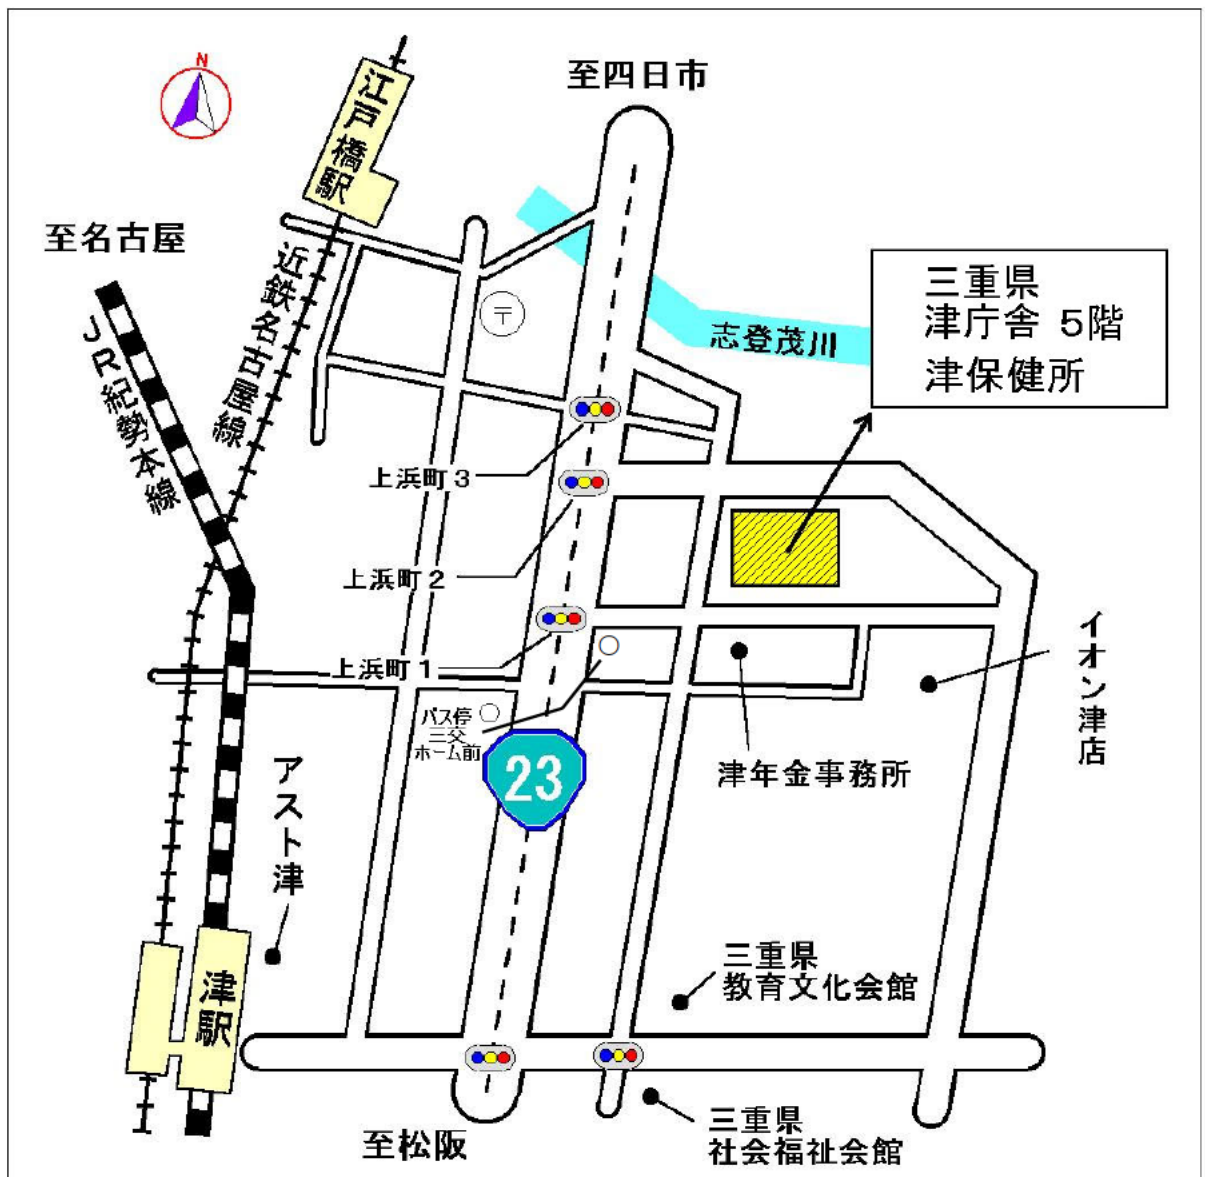 N
至四日市
江戸橋駅
至名古屋
近鉄名古屋線
〒
三重県
津庁舎 5階
津保健所
志登茂川
JR紀勢本線
上浜町3
上浜町2
上浜町1
イオン津店
バス停
三交
ホーム前
23
津年金事務所
アスト津
三重県
教育文化会館
津駅
三重県
社会福祉会館
至松阪